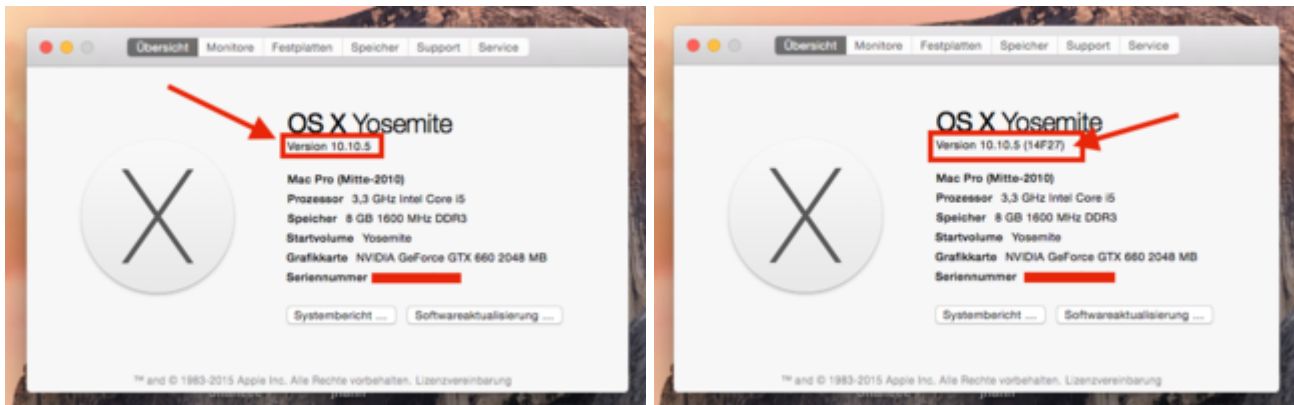 Übersicht Monitore Festplatten Speicher Support Service
OS X Yosemite
Version 10.10.5
Mac Pro (Mitte-2010)
Prozessor 3,3 GHz Intel Core i5
Speicher 8 GB 1600 MHz DDR3
Startvolume Yosemite
Grafikkarte NVIDIA GeForce GTX 660 2048 MB
Seriennummer
Systembericht ... Softwareaktualisierung ...
™ and © 1983-2015 Apple Inc. Alle Rechte vorbehalten. Lizenzvereinbarung
Übersicht Monitore Festplatten Speicher Support Service
OS X Yosemite
Version 10.10.5 (14F27)
Mac Pro (Mitte-2010)
Prozessor 3,3 GHz Intel Core i5
Speicher 8 GB 1600 MHz DDR3
Startvolume Yosemite
Grafikkarte NVIDIA GeForce GTX 660 2048 MB
Seriennummer
Systembericht ... Softwareaktualisierung ...
™ and © 1983-2015 Apple Inc. Alle Rechte vorbehalten. Lizenzvereinbarung